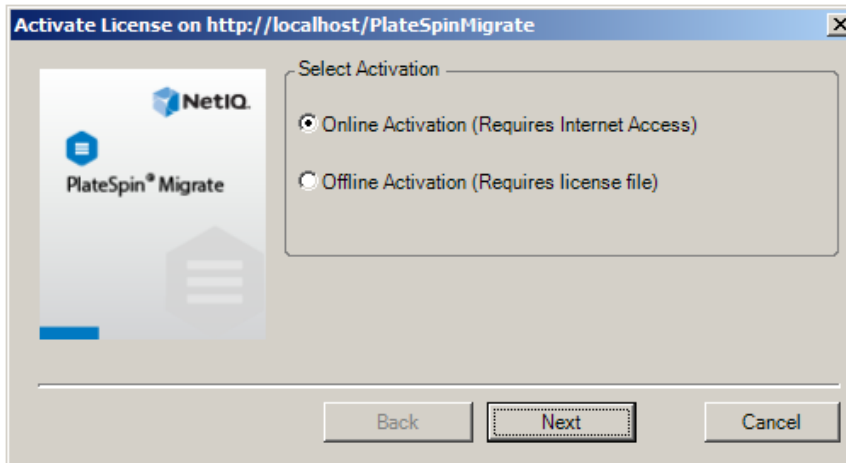 Activate License on http://localhost/PlateSpinMigrate
NetIQ.
PlateSpin® Migrate
Select Activation
Online Activation (Requires Internet Access)
Offline Activation (Requires license file)
Back
Next
Cancel